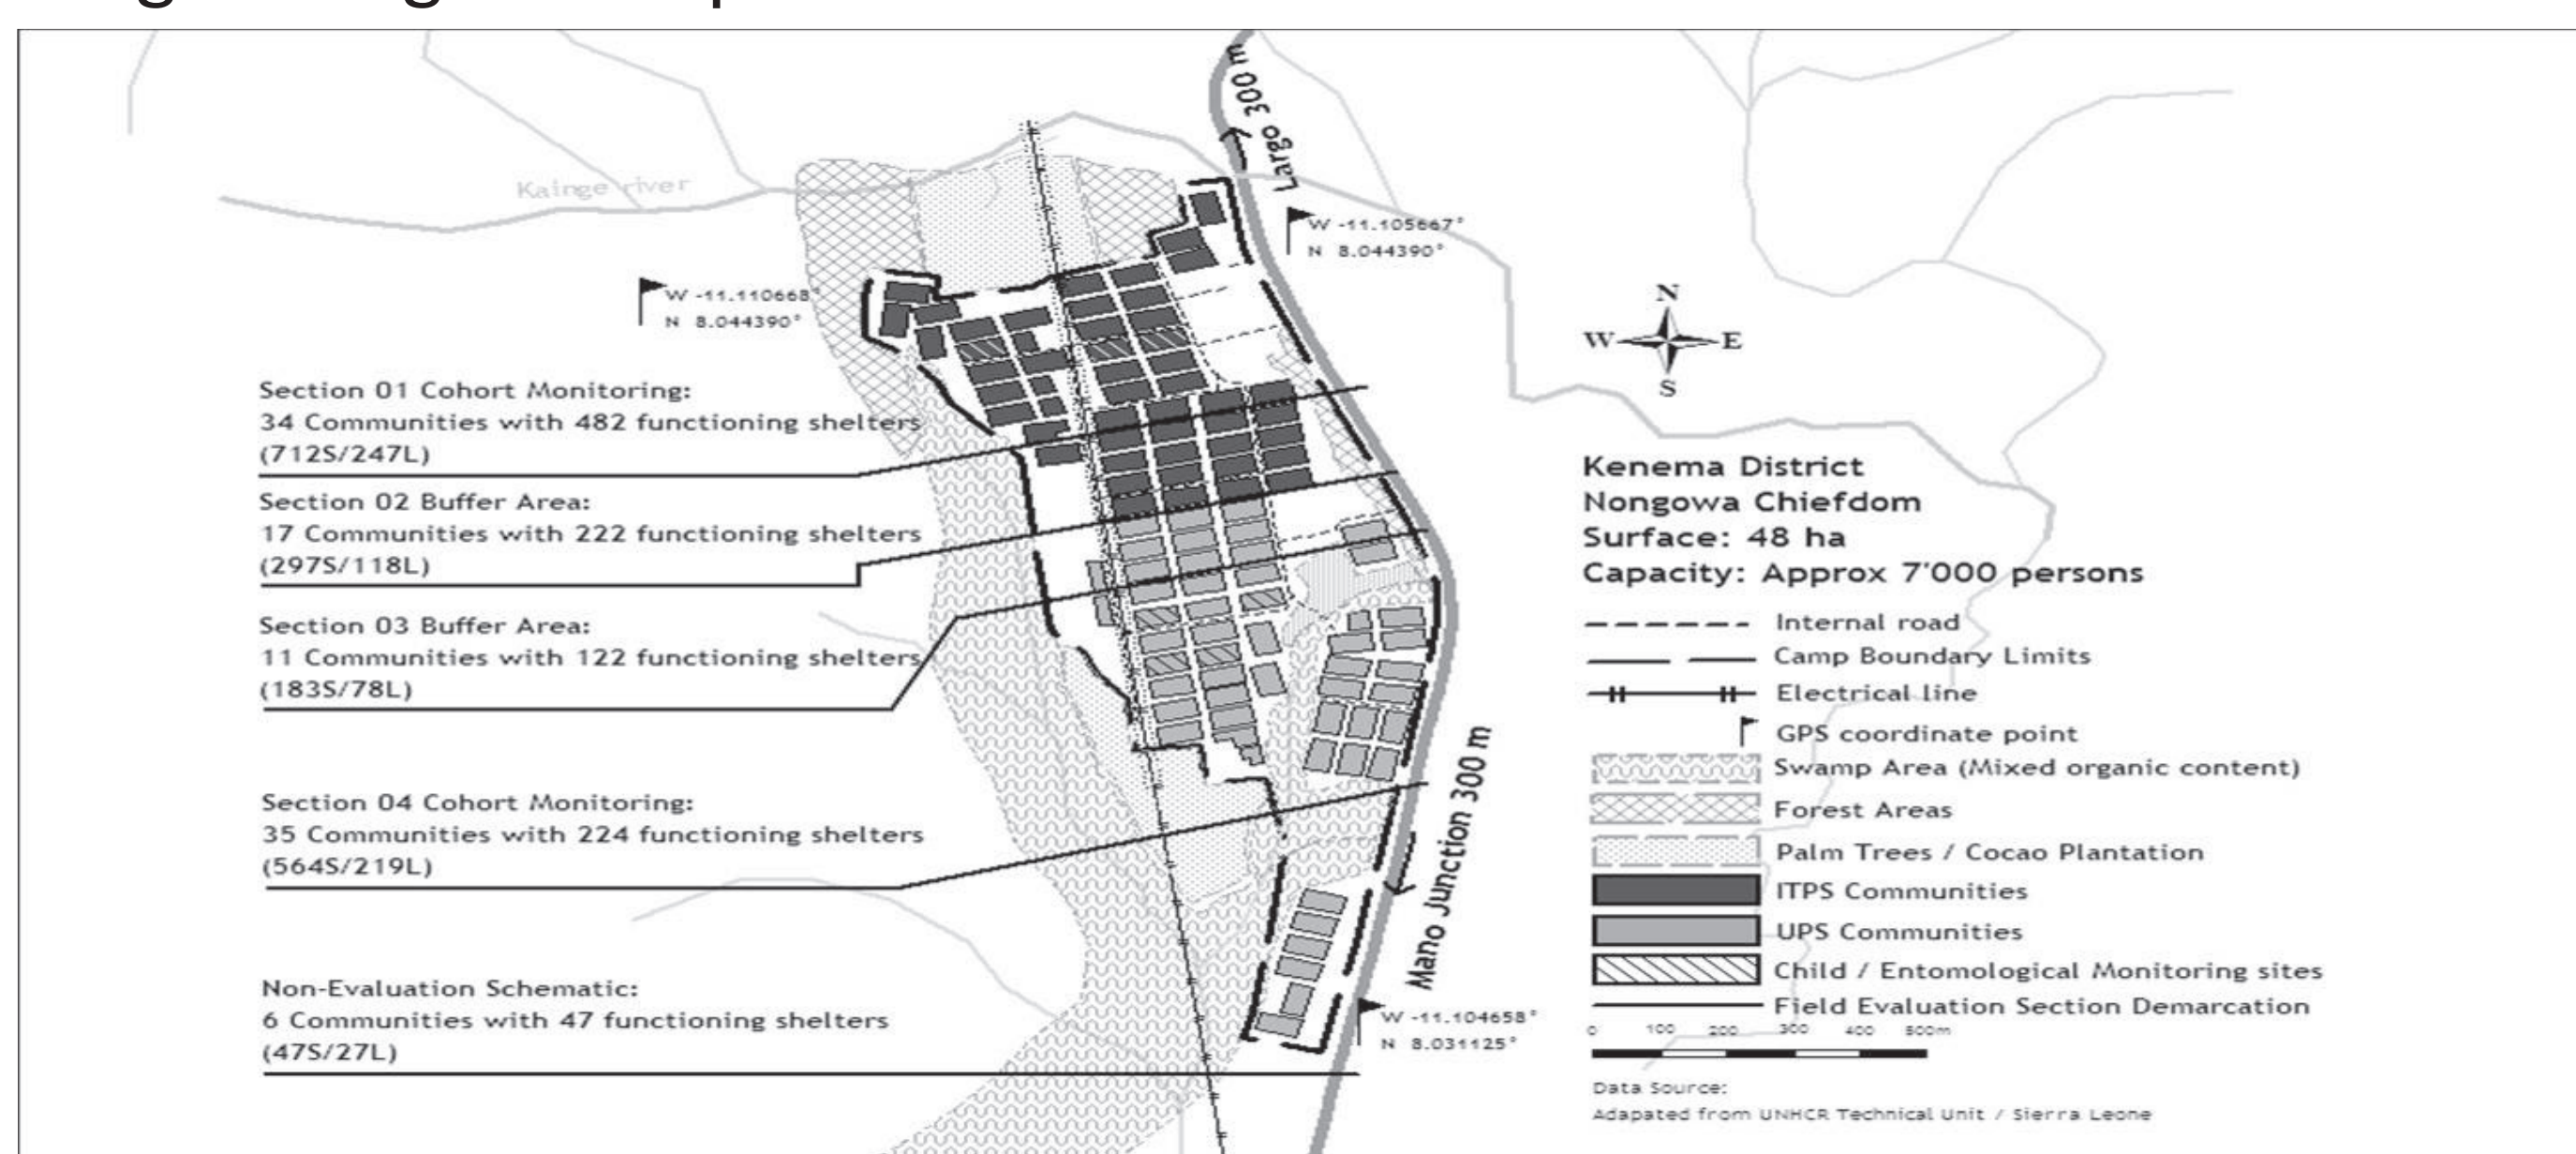 Largo 300 m
Kainge river
W -11.105667°
N 8.044390°
W -11.110668°
N 8.044390°
N
W E
S
Section 01 Cohort Monitoring:
34 Communities with 482 functioning shelters
(712S/247L)
Section 02 Buffer Area:
17 Communities with 222 functioning shelters
(297S/118L)
Section 03 Buffer Area:
11 Communities with 122 functioning shelters
(183S/78L)
Section 04 Cohort Monitoring:
35 Communities with 224 functioning shelters
(564S/219L)
Non-Evaluation Schematic:
6 Communities with 47 functioning shelters
(47S/27L)
Mano Junction 300 m
W -11.104658°
N 8.031125°
Kenema District
Nongowa Chiefdom
Surface: 48 ha
Capacity: Approx 7'000 persons
Internal road
Camp Boundary Limits
Electrical line
GPS coordinate point
Swamp Area (Mixed organic content)
Forest Areas
Palm Trees / Cocao Plantation
ITPS Communities
UPS Communities
Child / Entomological Monitoring sites
Field Evaluation Section Demarcation
0 100 200 300 400 500m
Data Source:
Adapated from UNHCR Technical Unit / Sierra Leone